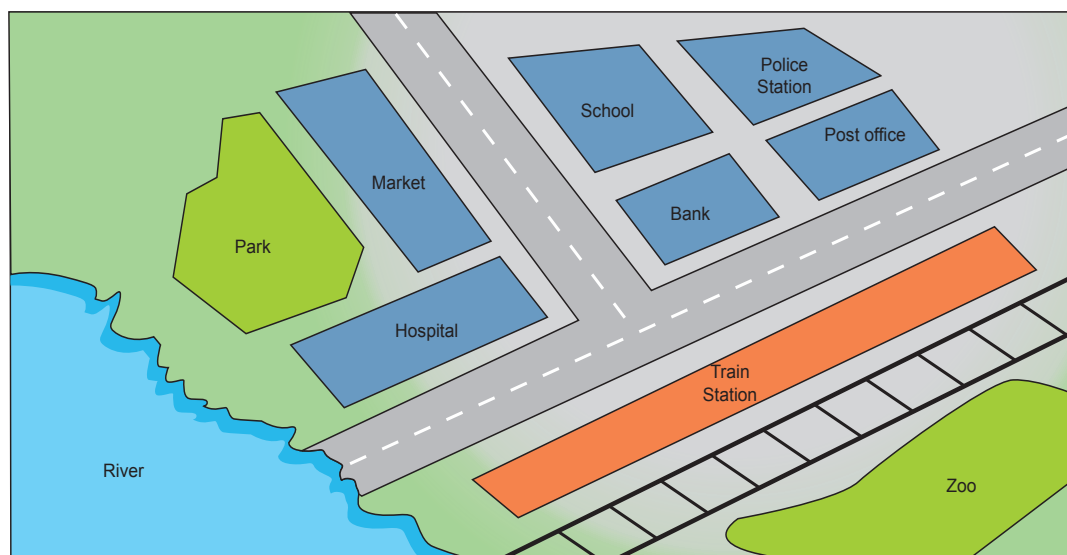 Police
Station
School
Post office
Market
Bank
Park
Hospital
Train
Station
River
Zoo